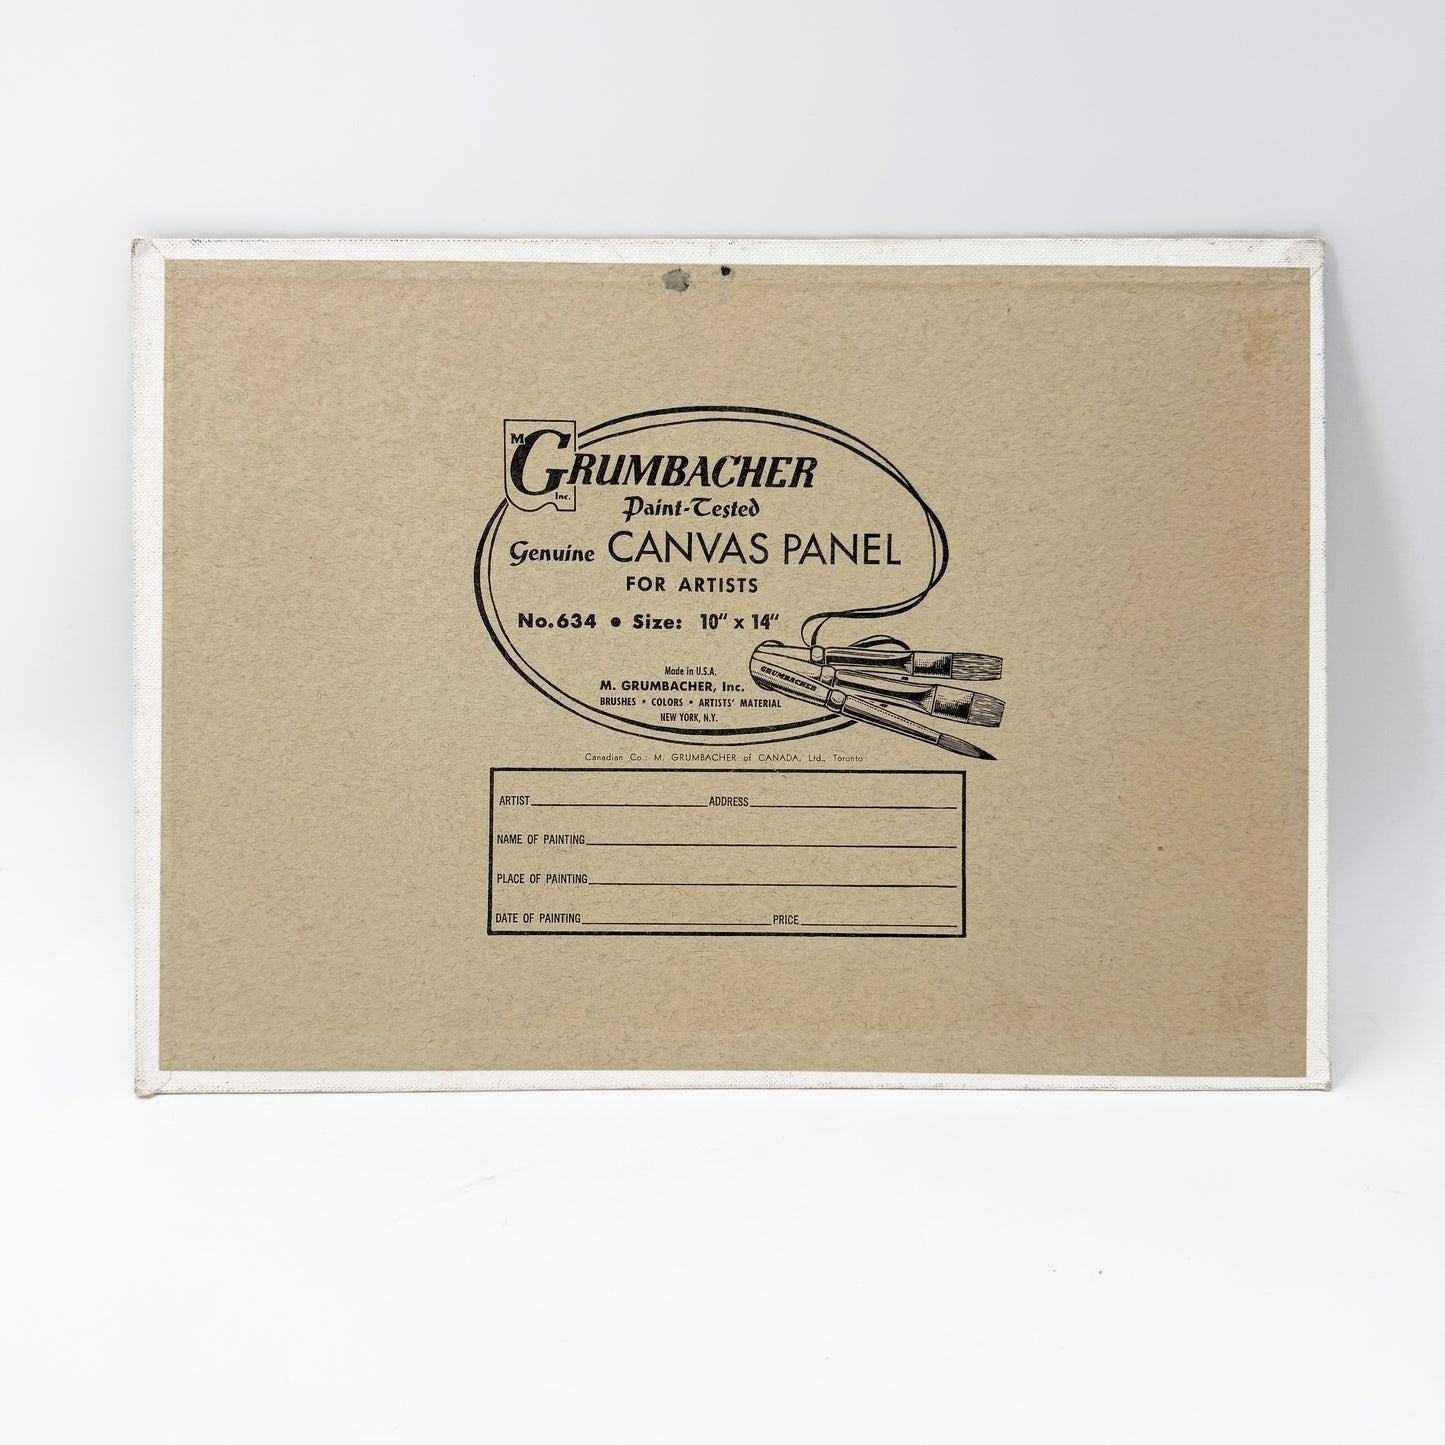 M GRUMBACHER Inc.
Paint-Tested
Genuine CANVAS PANEL
FOR ARTISTS
No.634 • Size: 10" x 14"
GRUMBACHER
Made in U.S.A.
M. GRUMBACHER, Inc.
BRUSHES • COLORS • ARTISTS' MATERIAL
NEW YORK, N.Y.
Canadian Co.: M. GRUMBACHER of CANADA, Ltd., Toronto
ARTIST ADDRESS
NAME OF PAINTING
PLACE OF PAINTING
DATE OF PAINTING PRICE